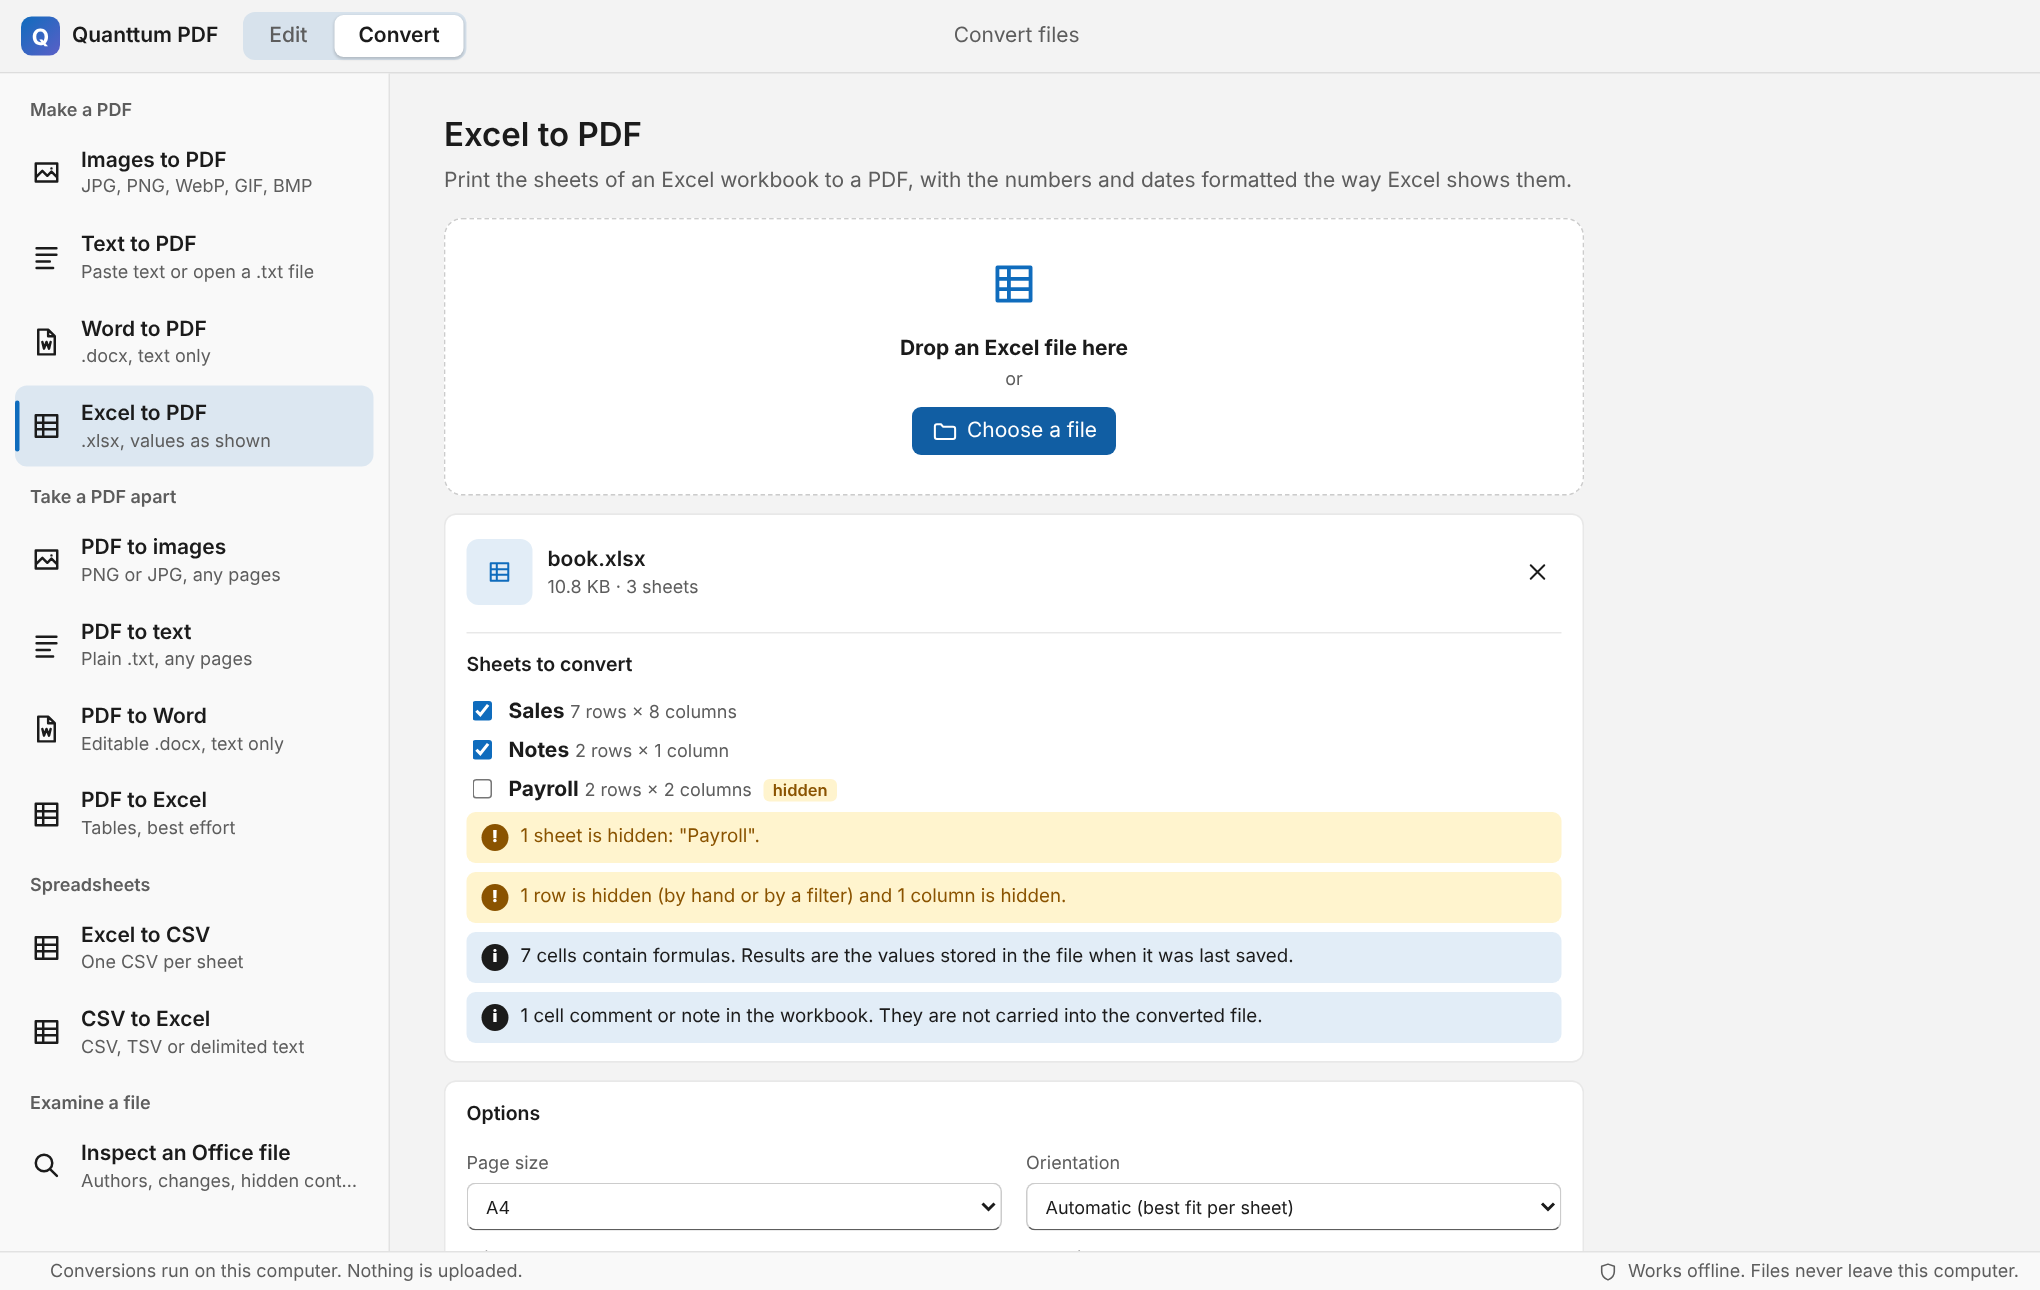 Q Quanttum PDF Edit Convert Convert files
Make a PDF
Images to PDF
JPG, PNG, WebP, GIF, BMP
Text to PDF
Paste text or open a .txt file
Word to PDF
.docx, text only
Excel to PDF
.xlsx, values as shown
Take a PDF apart
PDF to images
PNG or JPG, any pages
PDF to text
Plain .txt, any pages
PDF to Word
Editable .docx, text only
PDF to Excel
Tables, best effort
Spreadsheets
Excel to CSV
One CSV per sheet
CSV to Excel
CSV, TSV or delimited text
Examine a file
Inspect an Office file
Authors, changes, hidden cont...
Excel to PDF
Print the sheets of an Excel workbook to a PDF, with the numbers and dates formatted the way Excel shows them.
Drop an Excel file here
or
Choose a file
book.xlsx
10.8 KB · 3 sheets
Sheets to convert
Sales 7 rows × 8 columns
Notes 2 rows × 1 column
Payroll 2 rows × 2 columns hidden
1 sheet is hidden: "Payroll".
1 row is hidden (by hand or by a filter) and 1 column is hidden.
7 cells contain formulas. Results are the values stored in the file when it was last saved.
1 cell comment or note in the workbook. They are not carried into the converted file.
Options
Page size Orientation
A4 Automatic (best fit per sheet)
Conversions run on this computer. Nothing is uploaded. Works offline. Files never leave this computer.